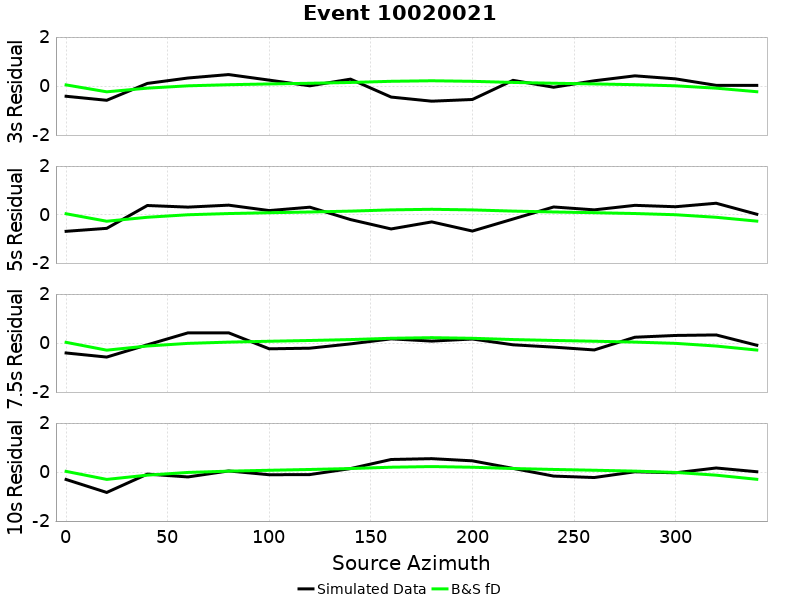 Event 10020021
3s Residual
2
0
-2
5s Residual
2
0
-2
7.5s Residual
2
0
-2
10s Residual
2
0
-2
0 50 100 150 200 250 300
Source Azimuth
Simulated Data B&S fD